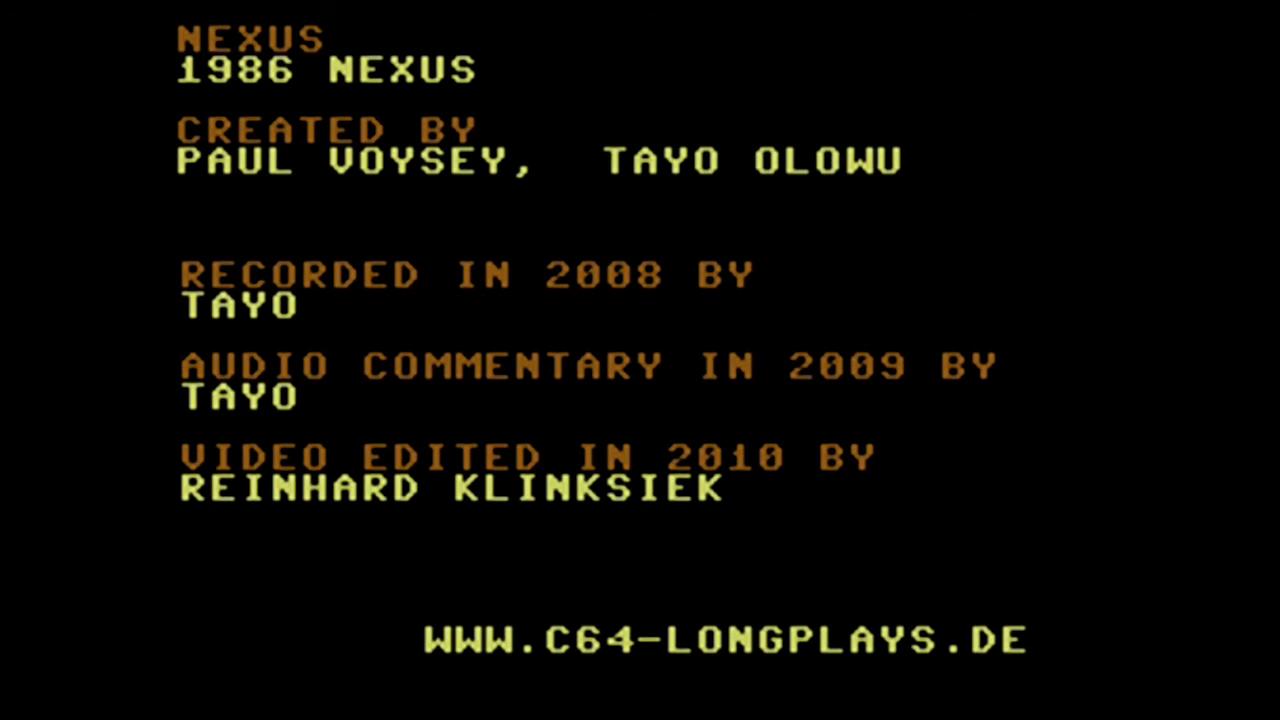 NEXUS
1986 NEXUS
CREATED BY
PAUL VOYSEY, TAYO OLOWU
RECORDED IN 2008 BY
TAYO
AUDIO COMMENTARY IN 2009 BY
TAYO
VIDEO EDITED IN 2010 BY
REINHARD KLINKSIEK
WWW.C64-LONGPLAYS.DE